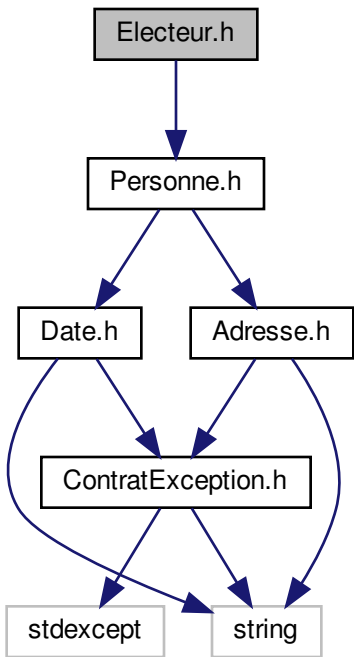 Electeur.h
Personne.h
Date.h
Adresse.h
ContratException.h
stdexcept
string